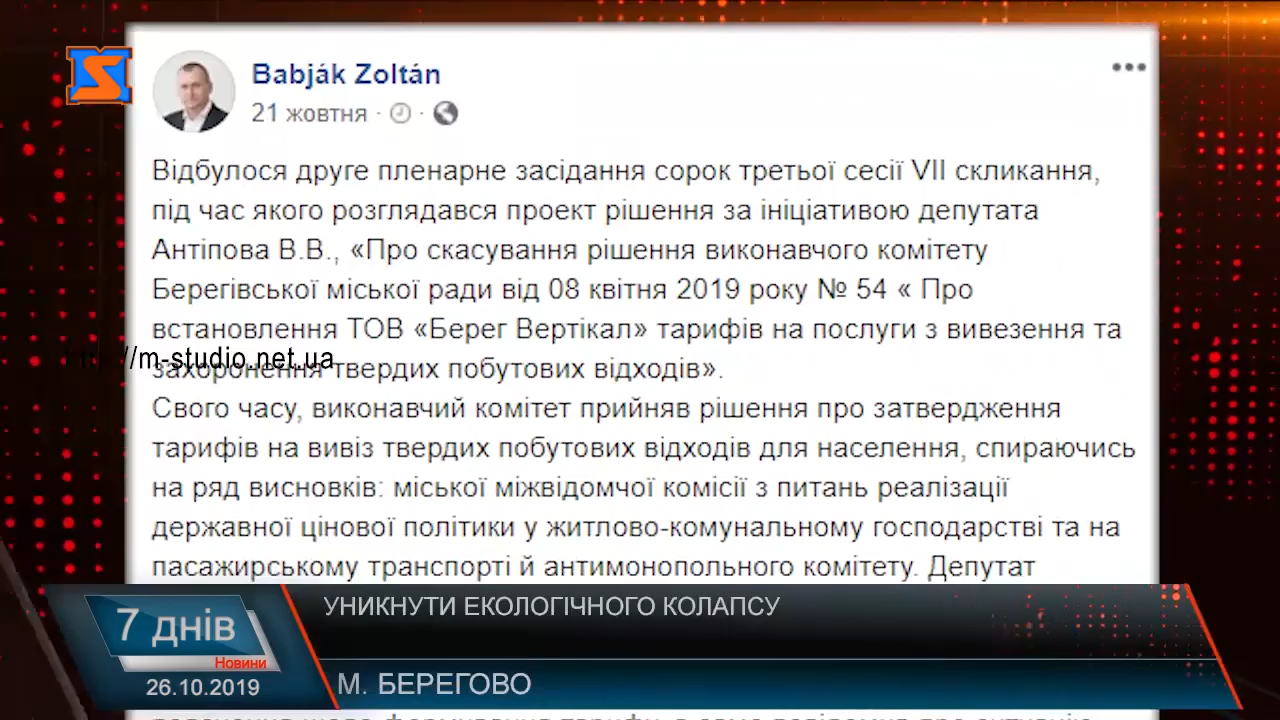 Babják Zoltán
21 жовтня
Відбулося друге пленарне засідання сорок третьої сесії VII скликання,
під час якого розглядався проект рішення за ініціативою депутата
Антіпова В.В., «Про скасування рішення виконавчого комітету
Берегівської міської ради від 08 квітня 2019 року № 54 « Про
встановлення ТОВ «Берег Вертікал» тарифів на послуги з вивезення та
захоронення твердих побутових відходів».
http://m-studio.net.ua
Свого часу, виконавчий комітет прийняв рішення про затвердження
тарифів на вивіз твердих побутових відходів для населення, спираючись
на ряд висновків: міської міжвідомчої комісії з питань реалізації
державної цінової політики у житлово-комунальному господарстві та на
пасажирському транспорті й антимонопольного комітету. Депутат
УНИКНУТИ ЕКОЛОГІЧНОГО КОЛАПСУ
7 днів
Новини
26.10.2019
М. БЕРЕГОВО